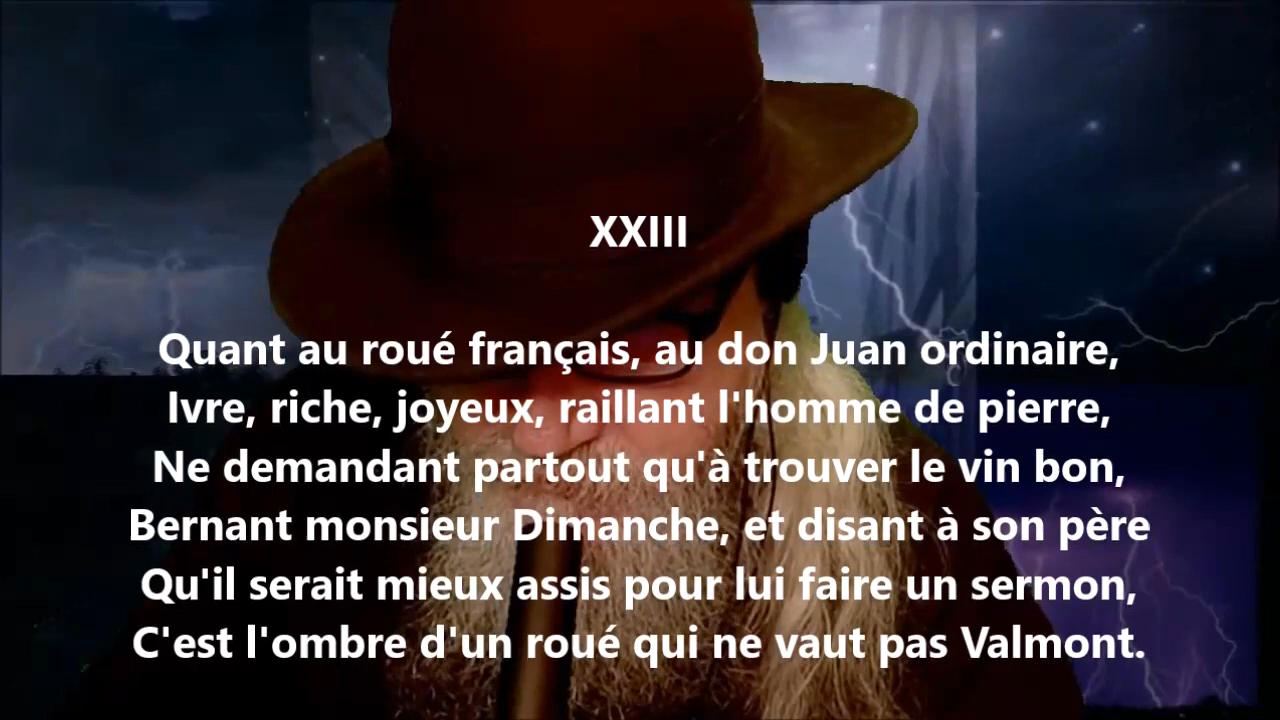 XXIII
Quant au roué français, au don Juan ordinaire,
Ivre, riche, joyeux, raillant l'homme de pierre,
Ne demandant partout qu'à trouver le vin bon,
Bernant monsieur Dimanche, et disant à son père
Qu'il serait mieux assis pour lui faire un sermon,
C'est l'ombre d'un roué qui ne vaut pas Valmont.